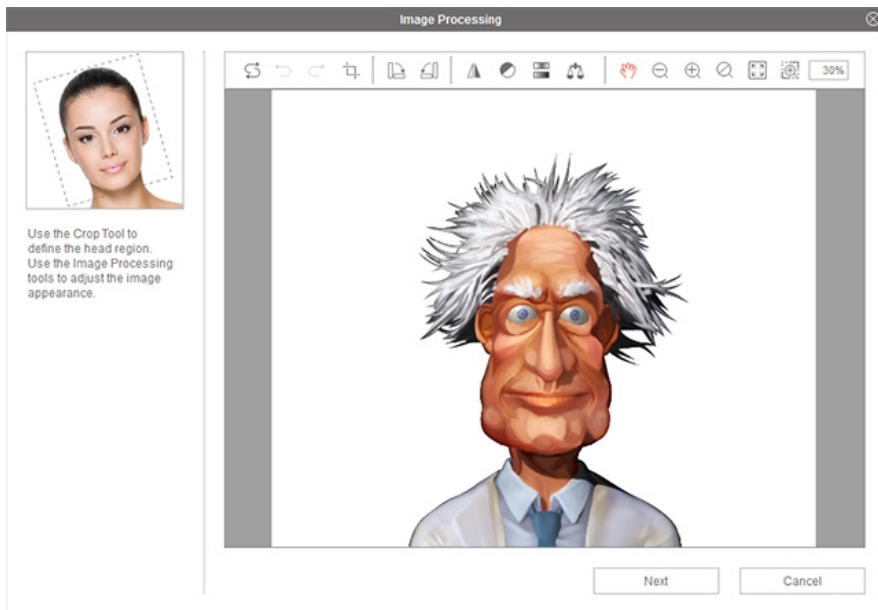 Image Processing
30%
Use the Crop Tool to
define the head region.
Use the Image Processing
tools to adjust the image
appearance.
Next
Cancel